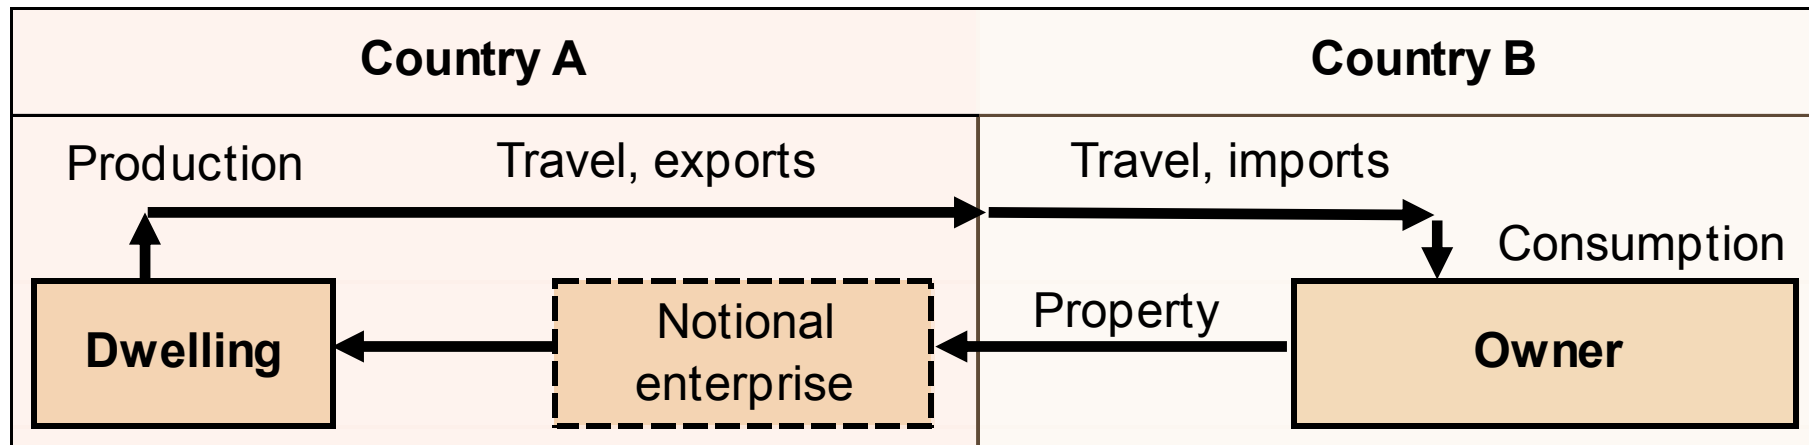 Country A
Country B
Production
Travel, exports
Travel, imports
Consumption
Dwelling
Notional
enterprise
Property
Owner